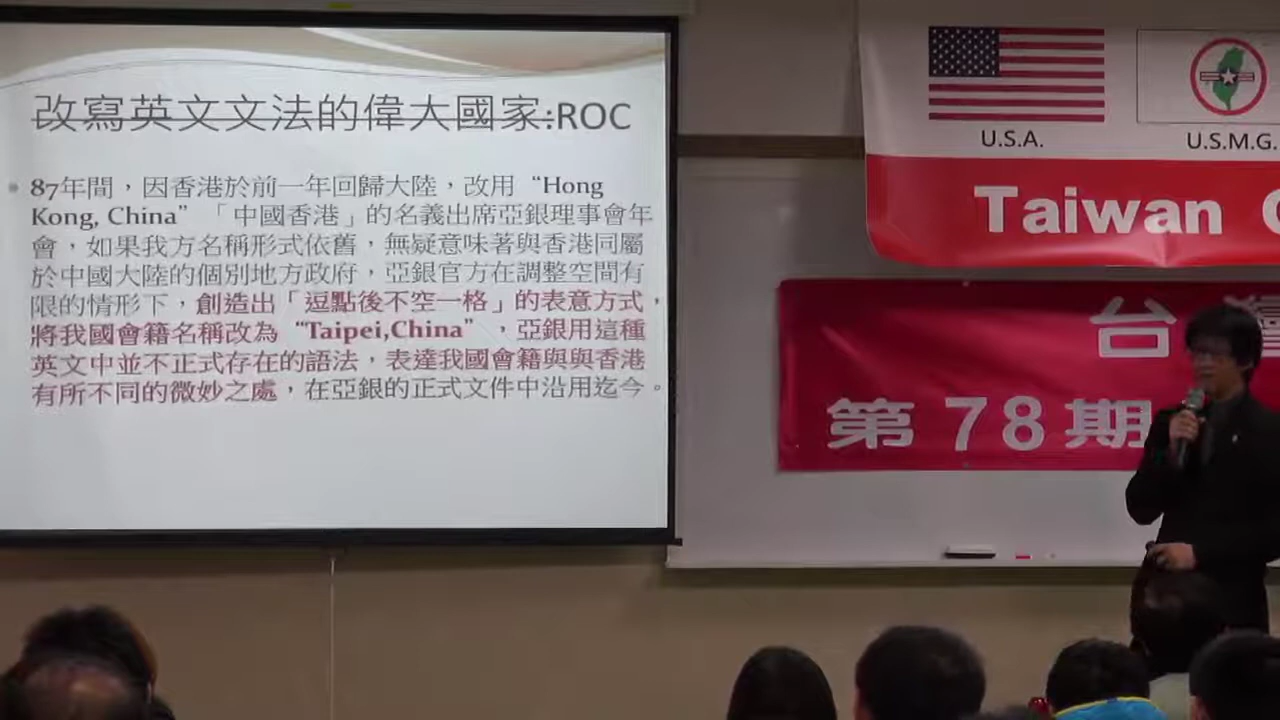 改寫英文文法的偉大國家:ROC
87年間，因香港於前一年回歸大陸，改用“Hong
Kong, China”「中國香港」的名義出席亞銀理事會年
會，如果我方名稱形式依舊，無疑意味著與香港同屬
於中國大陸的個別地方政府，亞銀官方在調整空間有
限的情形下，創造出「逗點後不空一格」的表意方式，
將我國會籍名稱改為“Taipei,China”，亞銀用這種
英文中並不正式存在的語法，表達我國會籍與與香港
有所不同的微妙之處，在亞銀的正式文件中沿用迄今。
U.S.A.
U.S.M.G.
Taiwan
台灣
第78期